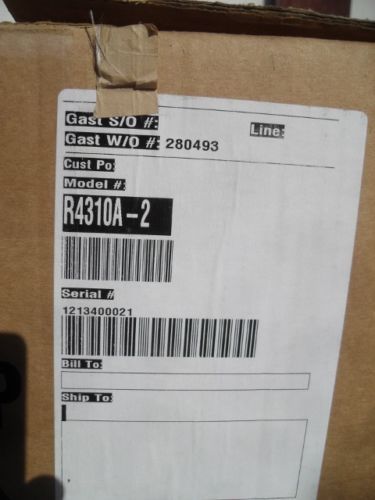 Gast S/O #:
Line:
Gast W/O #: 280493
Cust Po:
Model #:
R4310A-2
Serial #
1213400021
Bill To:
Ship To: